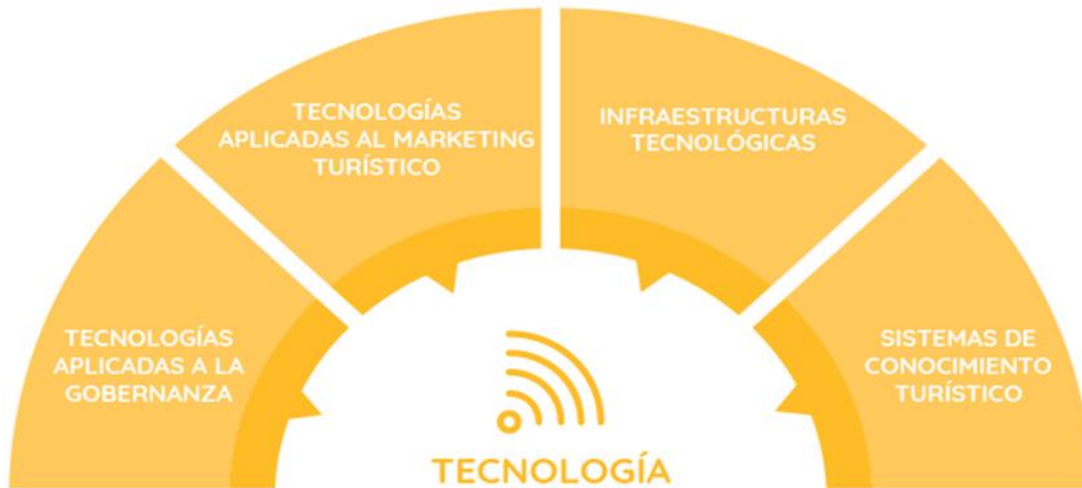 TECNOLOGÍAS
APLICADAS A LA
GOBERNANZA
TECNOLOGÍAS
APLICADAS AL MARKETING
TURÍSTICO
INFRAESTRUCTURAS
TECNOLÓGICAS
SISTEMAS DE
CONOCIMIENTO
TURÍSTICO
TECNOLOGÍA